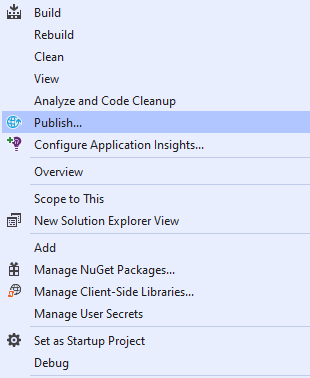 Build
Rebuild
Clean
View
Analyze and Code Cleanup
Publish...
Configure Application Insights...
Overview
Scope to This
New Solution Explorer View
Add
Manage NuGet Packages...
Manage Client-Side Libraries...
Manage User Secrets
Set as Startup Project
Debug